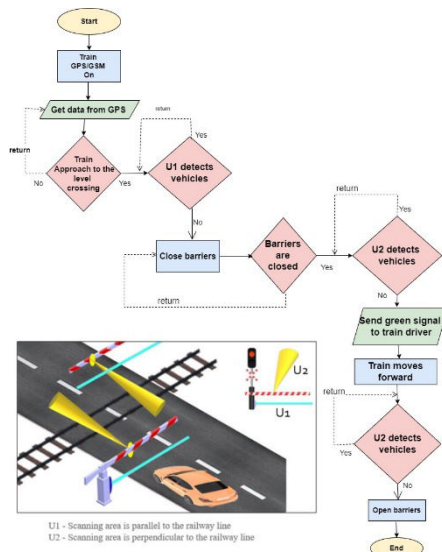 Start
Train
GPS/GSM
On
Get data from GPS
return
Train
Approach to the
level
crossing
No
Yes
return
Yes
U1 detects
vehicles
No
Close barriers
return
Barriers
are
closed
Yes
return
Yes
U2 detects
vehicles
No
Send green signal
to train driver
Train moves
forward
return
U2 detects
vehicles
Yes
No
Open barriers
End
U2
U1
U1 - Scanning area is parallel to the railway line
U2 - Scanning area is perpendicular to the railway line